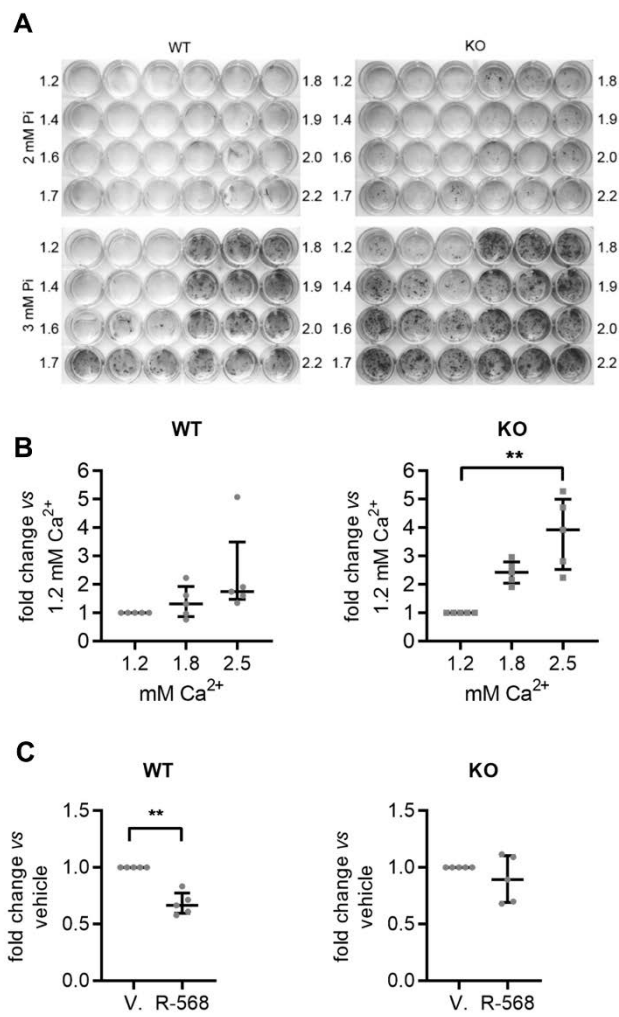 A
WT KO
2 mM Pi
1.2 1.8 1.2 1.8
1.4 1.9 1.4 1.9
1.6 2.0 1.6 2.0
1.7 2.2 1.7 2.2
3 mM Pi
1.2 1.8 1.2 1.8
1.4 1.9 1.4 1.9
1.6 2.0 1.6 2.0
1.7 2.2 1.7 2.2
B
WT
fold change vs
1.2 mM Ca²⁺
6
5
4
3
2
1
0
1.2 1.8 2.5
mM Ca²⁺
KO
**
fold change vs
1.2 mM Ca²⁺
6
5
4
3
2
1
0
1.2 1.8 2.5
mM Ca²⁺
C
WT
**
fold change vs
vehicle
1.5
1.0
0.5
0.0
V. R-568
KO
fold change vs
vehicle
1.5
1.0
0.5
0.0
V. R-568